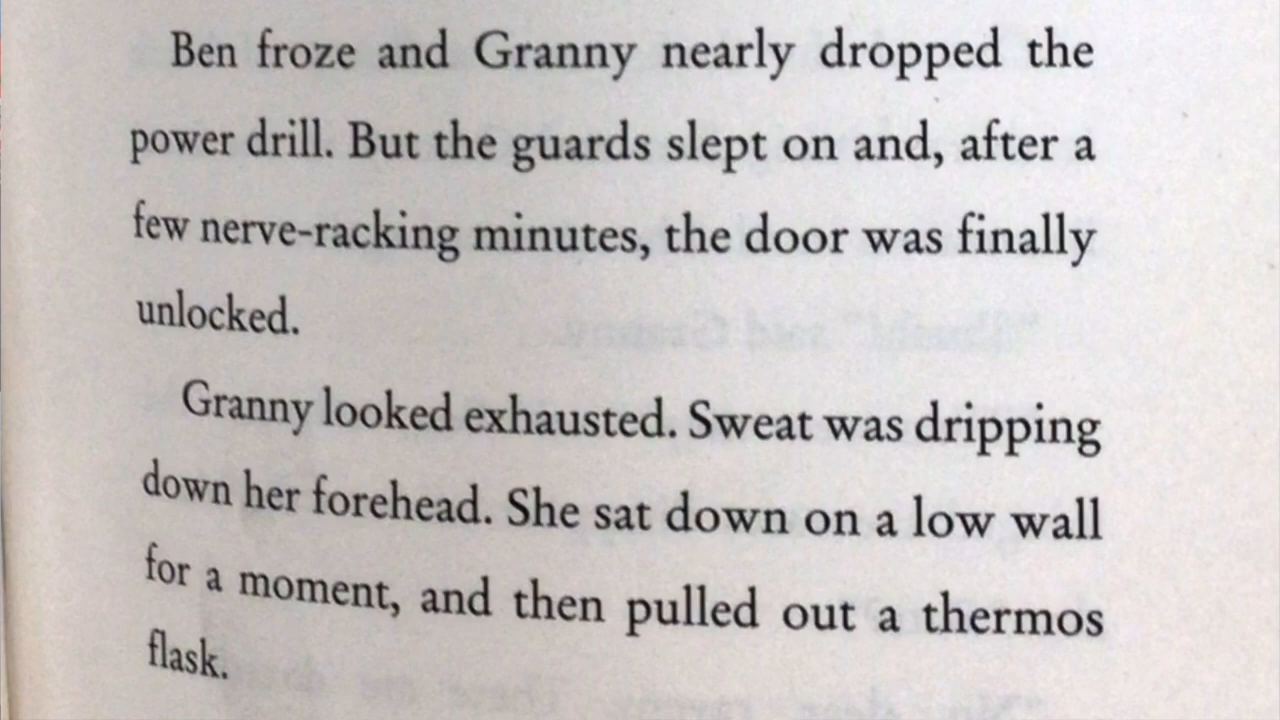 Ben froze and Granny nearly dropped the
power drill. But the guards slept on and, after a
few nerve-racking minutes, the door was finally
unlocked.
Granny looked exhausted. Sweat was dripping
down her forehead. She sat down on a low wall
for a moment, and then pulled out a thermos
flask.